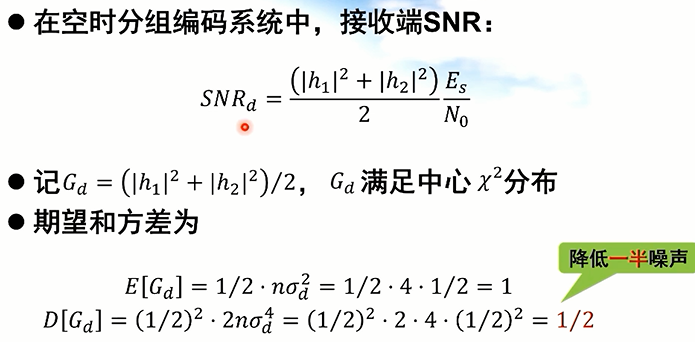 ● 在空时分组编码系统中，接收端SNR：
$SNR_d = \frac{(|h_1|^2 + |h_2|^2)}{2} \frac{E_s}{N_0}$
● 记$G_d = (|h_1|^2 + |h_2|^2)/2$， $G_d$ 满足中心 $\chi^2$分布
● 期望和方差为
降低一半噪声
$E[G_d] = 1/2 \cdot n\sigma_d^2 = 1/2 \cdot 4 \cdot 1/2 = 1$
$D[G_d] = (1/2)^2 \cdot 2n\sigma_d^4 = (1/2)^2 \cdot 2 \cdot 4 \cdot (1/2)^2 = 1/2$